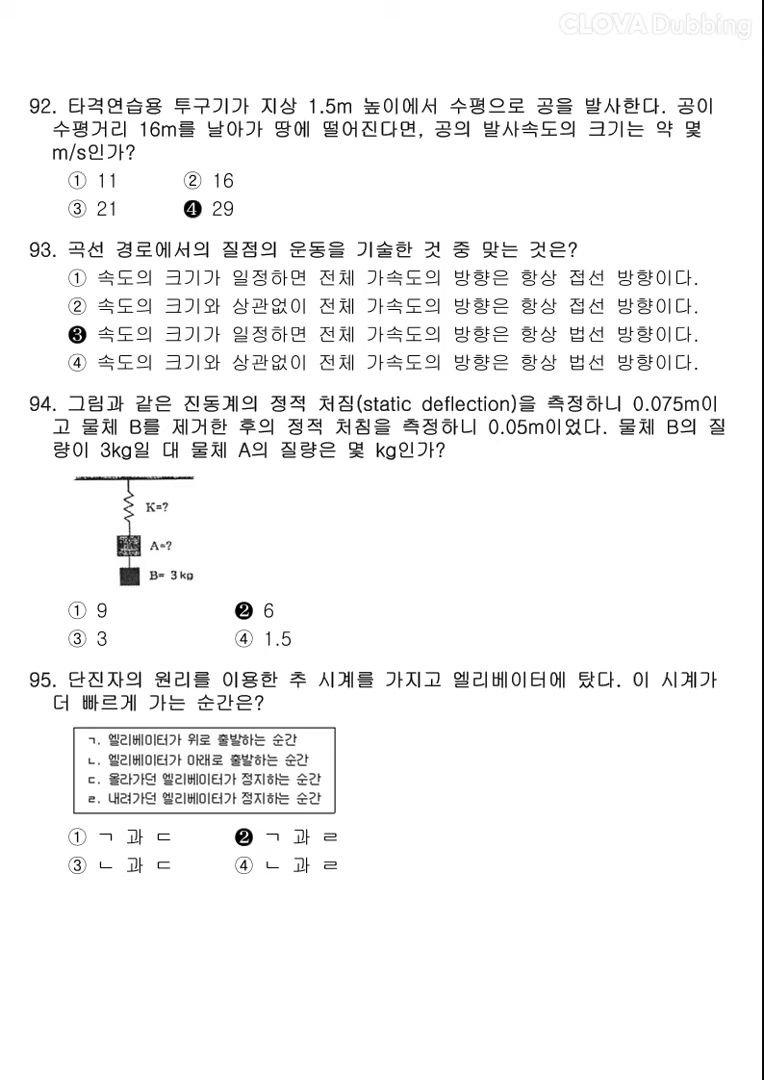 CLOVA Dubbing
92. 타격연습용 투구기가 지상 1.5m 높이에서 수평으로 공을 발사한다. 공이
수평거리 16m를 날아가 땅에 떨어진다면, 공의 발사속도의 크기는 약 몇
m/s인가?
① 11 ② 16
③ 21 ❹ 29
93. 곡선 경로에서의 질점의 운동을 기술한 것 중 맞는 것은?
① 속도의 크기가 일정하면 전체 가속도의 방향은 항상 접선 방향이다.
② 속도의 크기와 상관없이 전체 가속도의 방향은 항상 접선 방향이다.
❸ 속도의 크기가 일정하면 전체 가속도의 방향은 항상 법선 방향이다.
④ 속도의 크기와 상관없이 전체 가속도의 방향은 항상 법선 방향이다.
94. 그림과 같은 진동계의 정적 처짐(static deflection)을 측정하니 0.075m이
고 물체 B를 제거한 후의 정적 처침을 측정하니 0.05m이었다. 물체 B의 질
량이 3kg일 대 물체 A의 질량은 몇 kg인가?
K=?
A=?
B= 3 kg
① 9 ❷ 6
③ 3 ④ 1.5
95. 단진자의 원리를 이용한 추 시계를 가지고 엘리베이터에 탔다. 이 시계가
더 빠르게 가는 순간은?
ㄱ. 엘리베이터가 위로 출발하는 순간
ㄴ. 엘리베이터가 아래로 출발하는 순간
ㄷ. 올라가던 엘리베이터가 정지하는 순간
ㄹ. 내려가던 엘리베이터가 정지하는 순간
① ㄱ 과 ㄷ ❷ ㄱ 과 ㄹ
③ ㄴ 과 ㄷ ④ ㄴ 과 ㄹ